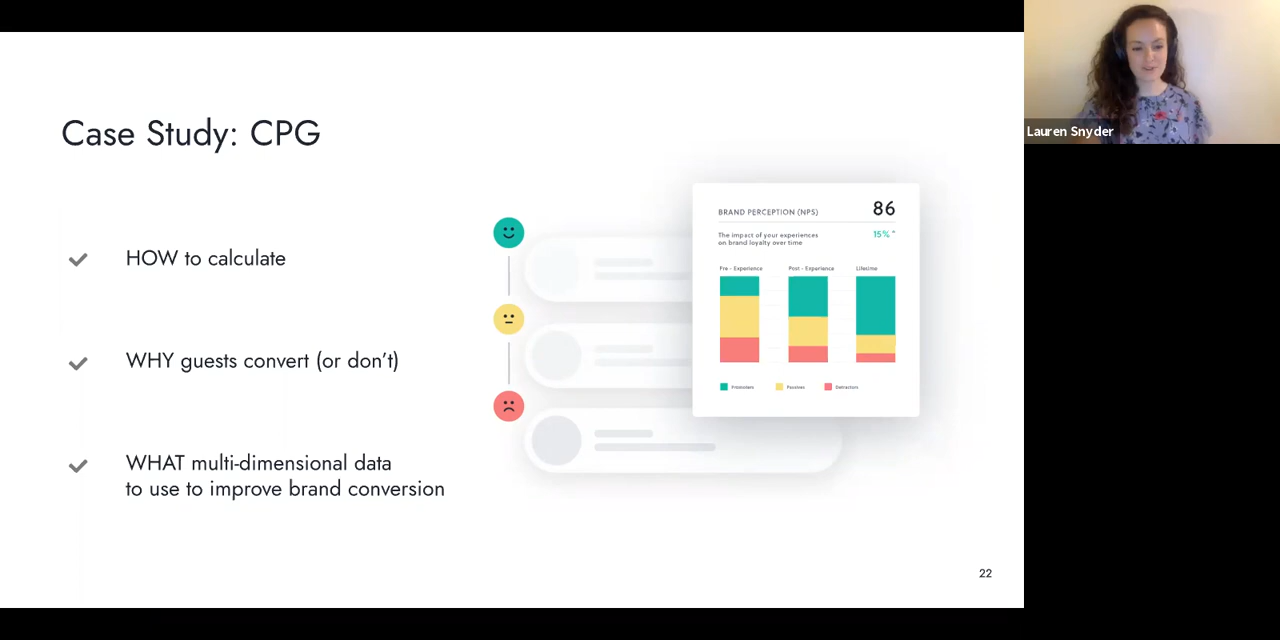 Case Study: CPG
HOW to calculate
WHY guests convert (or don't)
WHAT multi-dimensional data
to use to improve brand conversion
BRAND PERCEPTION (NPS)
86
The impact of your experiences
on brand loyalty over time
15%
Pre - Experience
Post - Experience
Lifetime
Promoters
Passives
Detractors
22
Lauren Snyder